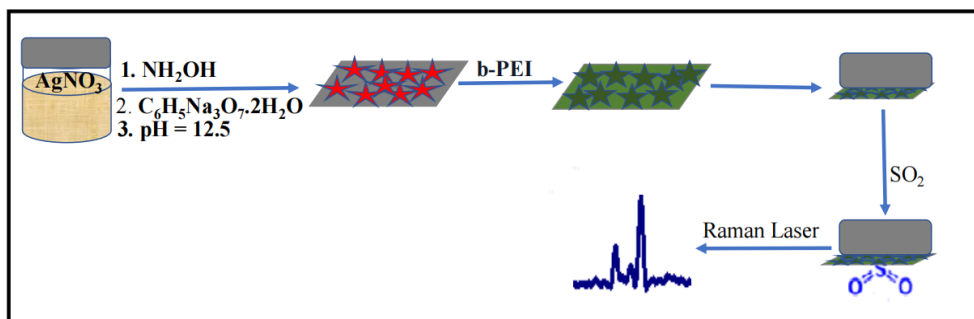 AgNO₃
1. NH₂OH
2. C₆H₅Na₃O₇.2H₂O
3. pH = 12.5
b-PEI
SO₂
Raman Laser
S
O O